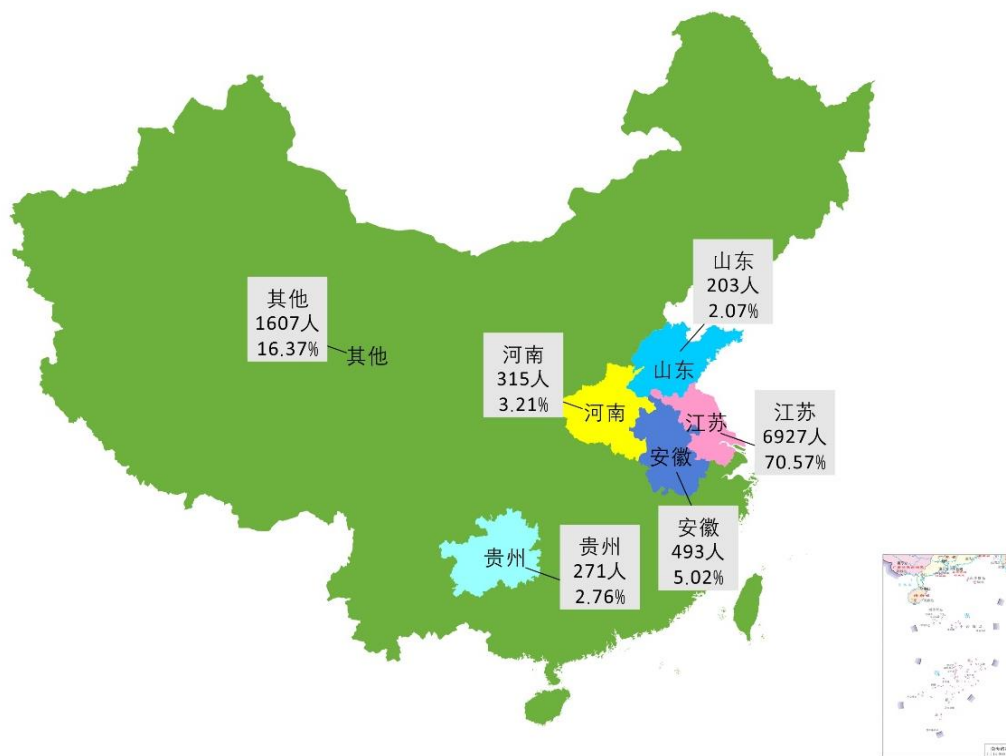 山东
203人
2.07%
其他
1607人
16.37%
其他
河南
315人
3.21%
山东
河南
江苏
江苏
6927人
70.57%
安徽
安徽
493人
5.02%
贵州
贵州
271人
2.76%